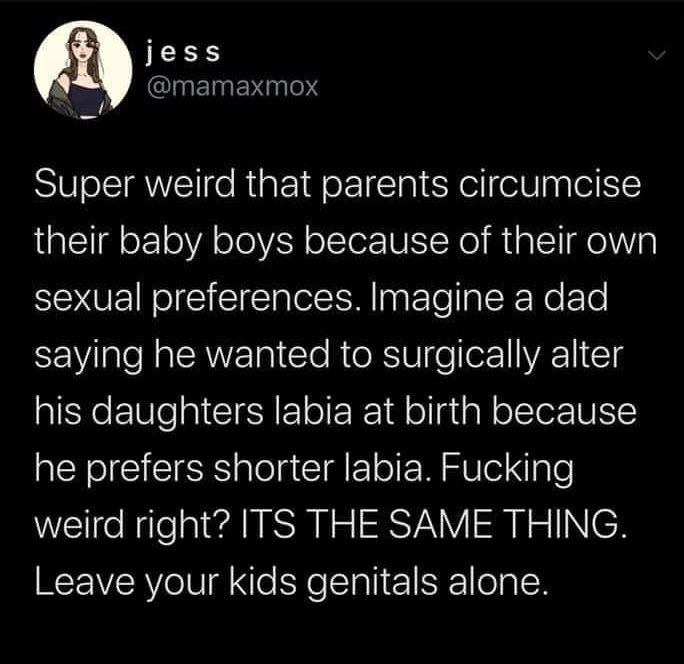 jess
@mamaxmox
Super weird that parents circumcise
their baby boys because of their own
sexual preferences. Imagine a dad
saying he wanted to surgically alter
his daughters labia at birth because
he prefers shorter labia. Fucking
weird right? ITS THE SAME THING.
Leave your kids genitals alone.